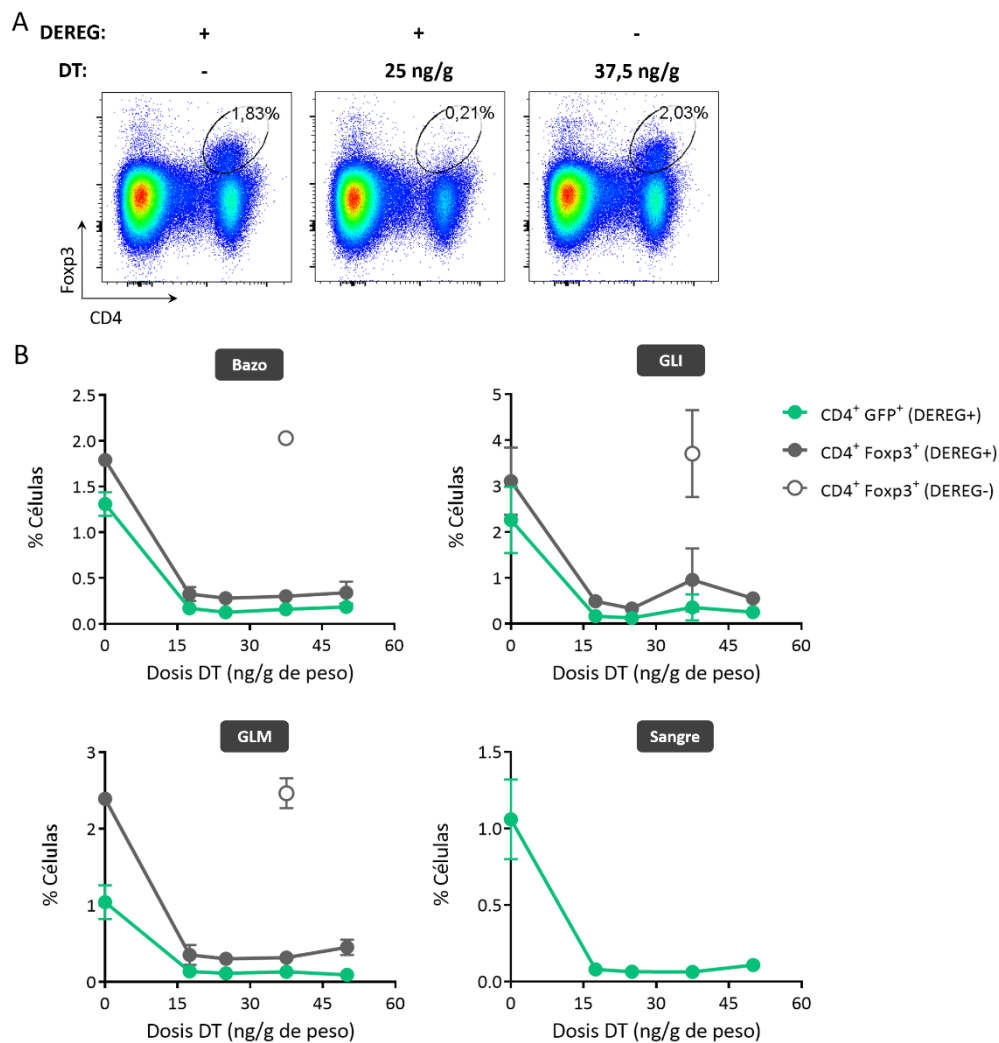 A
DEREG: + + -
DT: - 25 ng/g 37,5 ng/g
1,83% 0,21% 2,03%
Foxp3
CD4
B
Bazo
2.5
2.0
1.5
1.0
0.5
0.0
% Células
0 15 30 45 60
Dosis DT (ng/g de peso)
GLI
5
4
3
2
1
0
% Células
0 15 30 45 60
Dosis DT (ng/g de peso)
CD4⁺ GFP⁺ (DEREG+)
CD4⁺ Foxp3⁺ (DEREG+)
CD4⁺ Foxp3⁺ (DEREG-)
GLM
3
2
1
0
% Células
0 15 30 45 60
Dosis DT (ng/g de peso)
Sangre
1.5
1.0
0.5
0.0
% Células
0 15 30 45 60
Dosis DT (ng/g de peso)